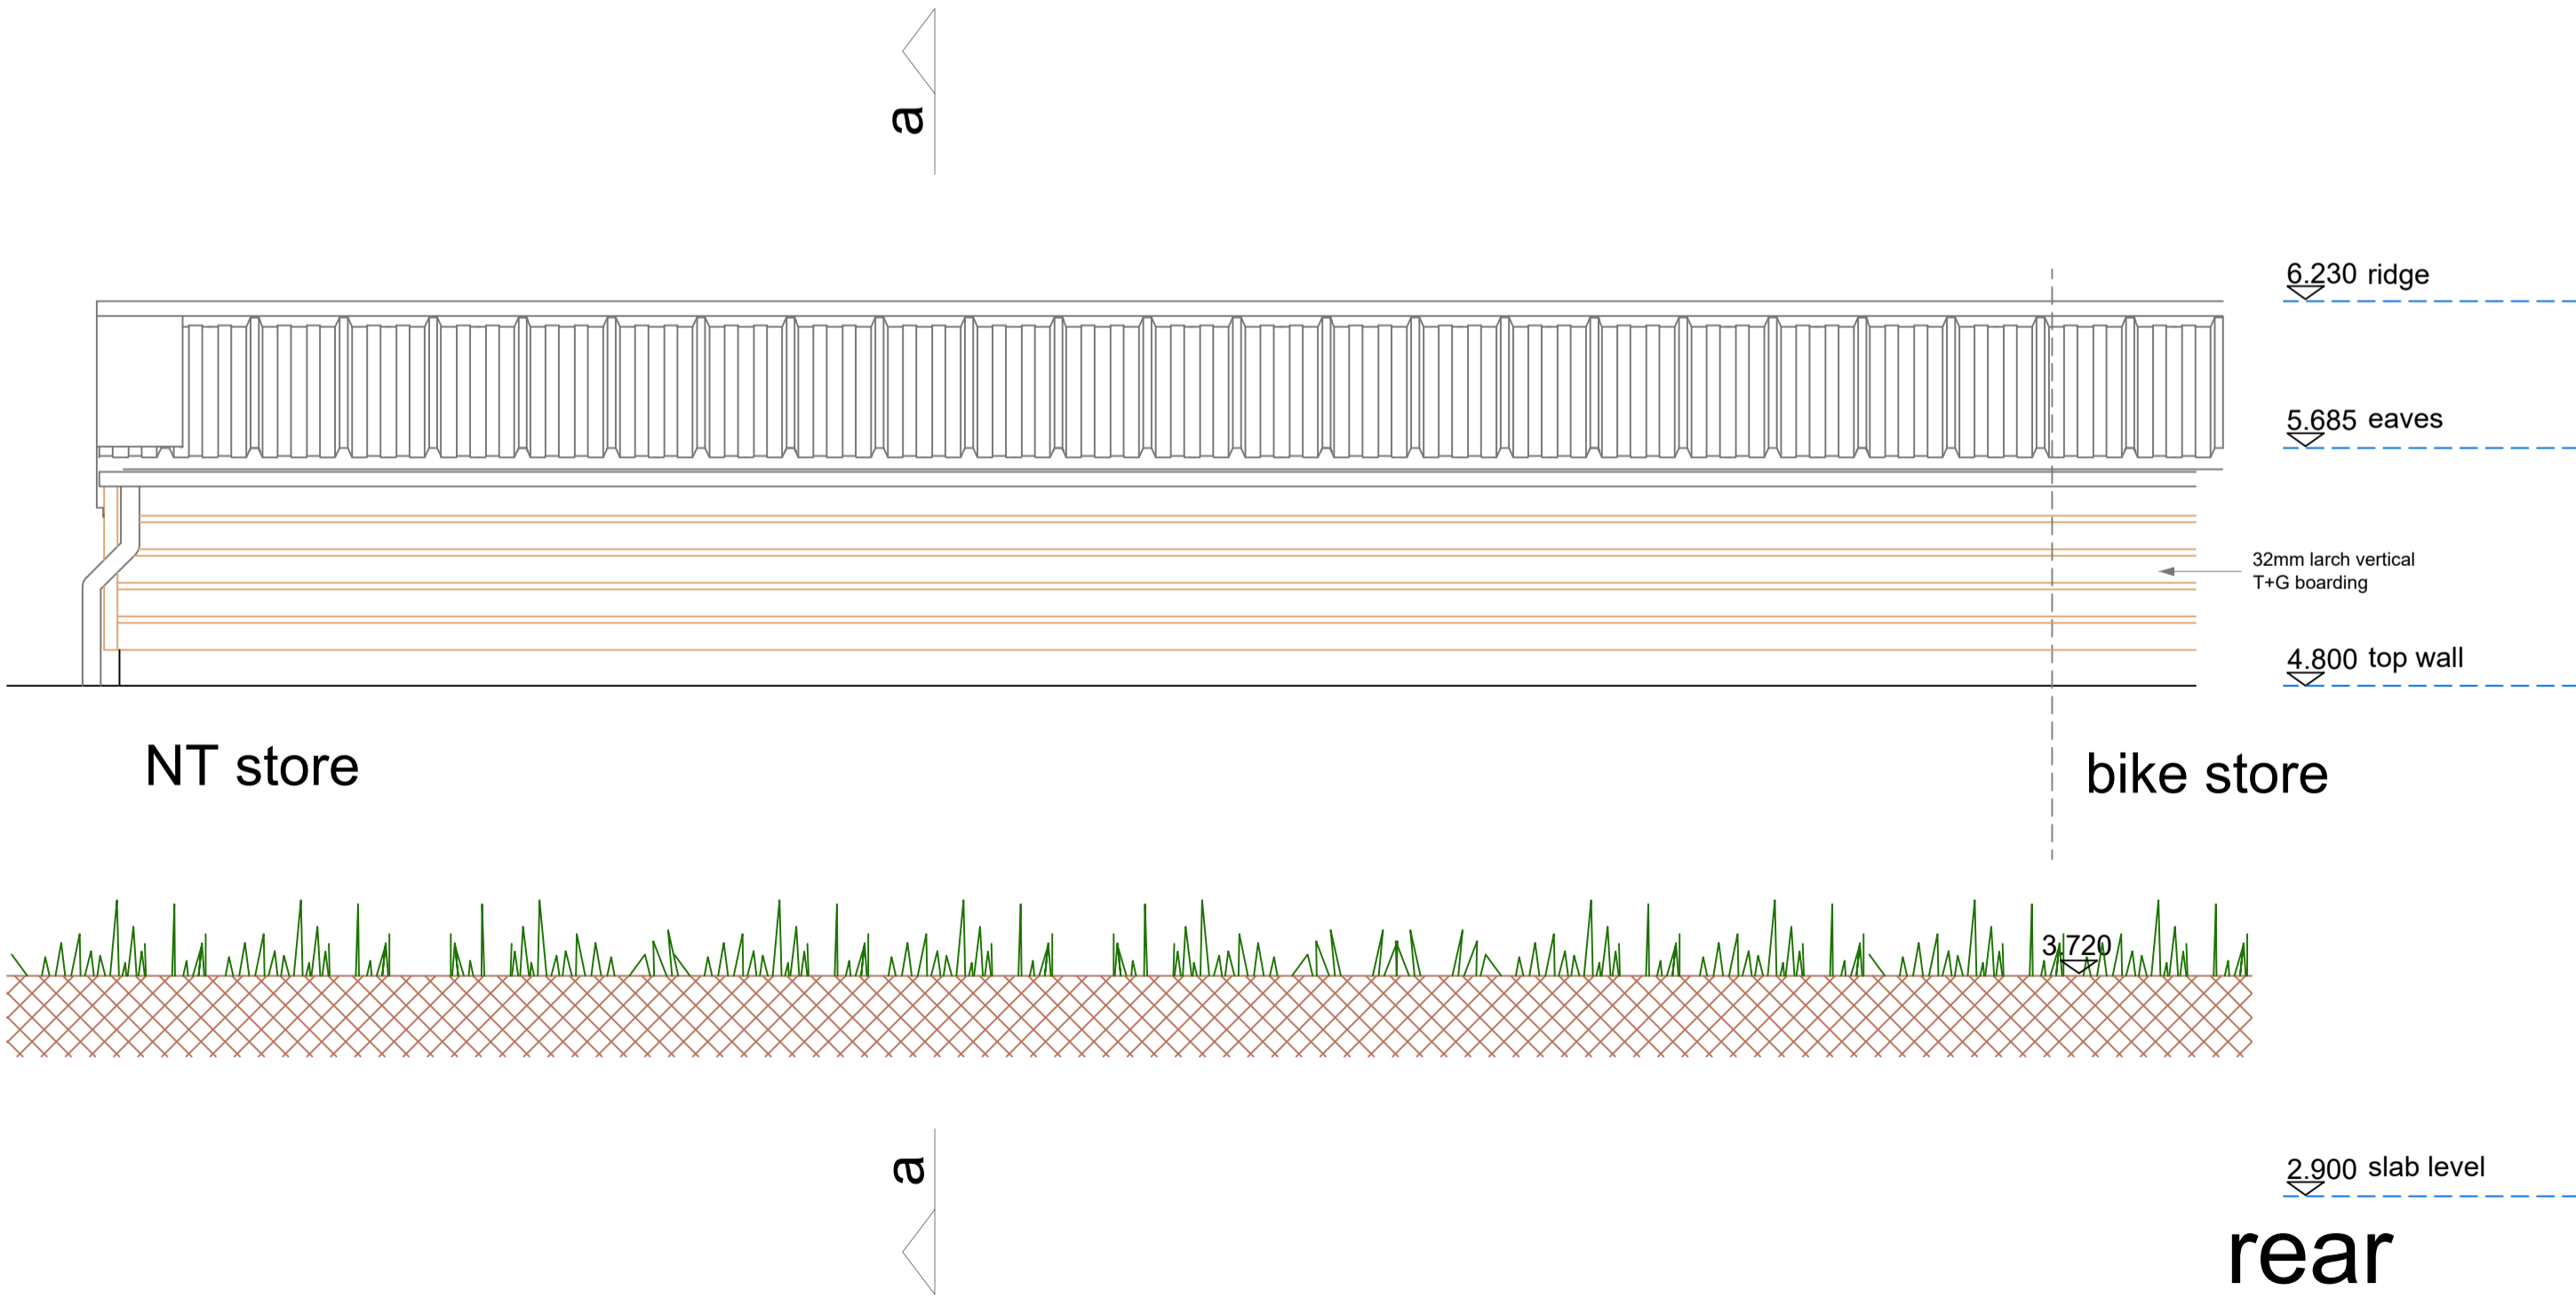 a
6.230 ridge
5.685 eaves
32mm larch vertical
T+G boarding
4.800 top wall
NT store
bike store
3.720
a
2.900 slab level
rear